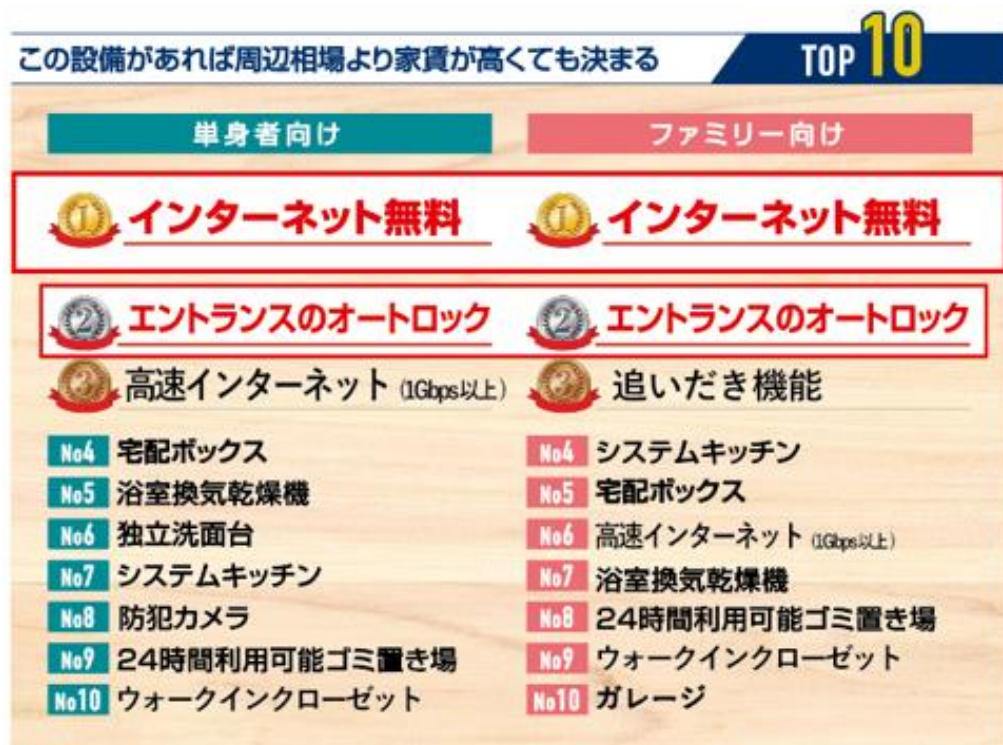 この設備があれば周辺相場より家賃が高くても決まる TOP10
単身者向け
1 インターネット無料
2 エントランスのオートロック
3 高速インターネット (1Gbps以上)
No4 宅配ボックス
No5 浴室換気乾燥機
No6 独立洗面台
No7 システムキッチン
No8 防犯カメラ
No9 24時間利用可能ゴミ置き場
No10 ウォークインクローゼット
ファミリー向け
1 インターネット無料
2 エントランスのオートロック
3 追いだき機能
No4 システムキッチン
No5 宅配ボックス
No6 高速インターネット (1Gbps以上)
No7 浴室換気乾燥機
No8 24時間利用可能ゴミ置き場
No9 ウォークインクローゼット
No10 ガレージ